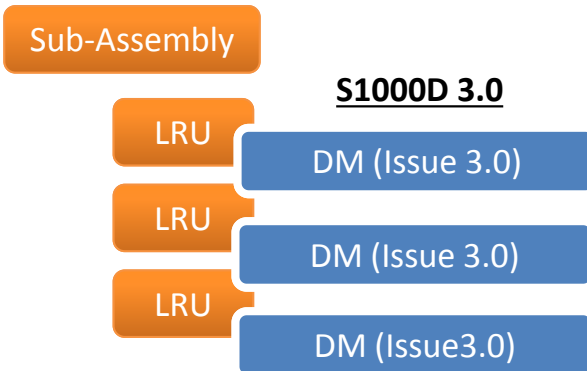 Sub-Assembly
S1000D 3.0
LRU
DM (Issue 3.0)
LRU
DM (Issue 3.0)
LRU
DM (Issue3.0)